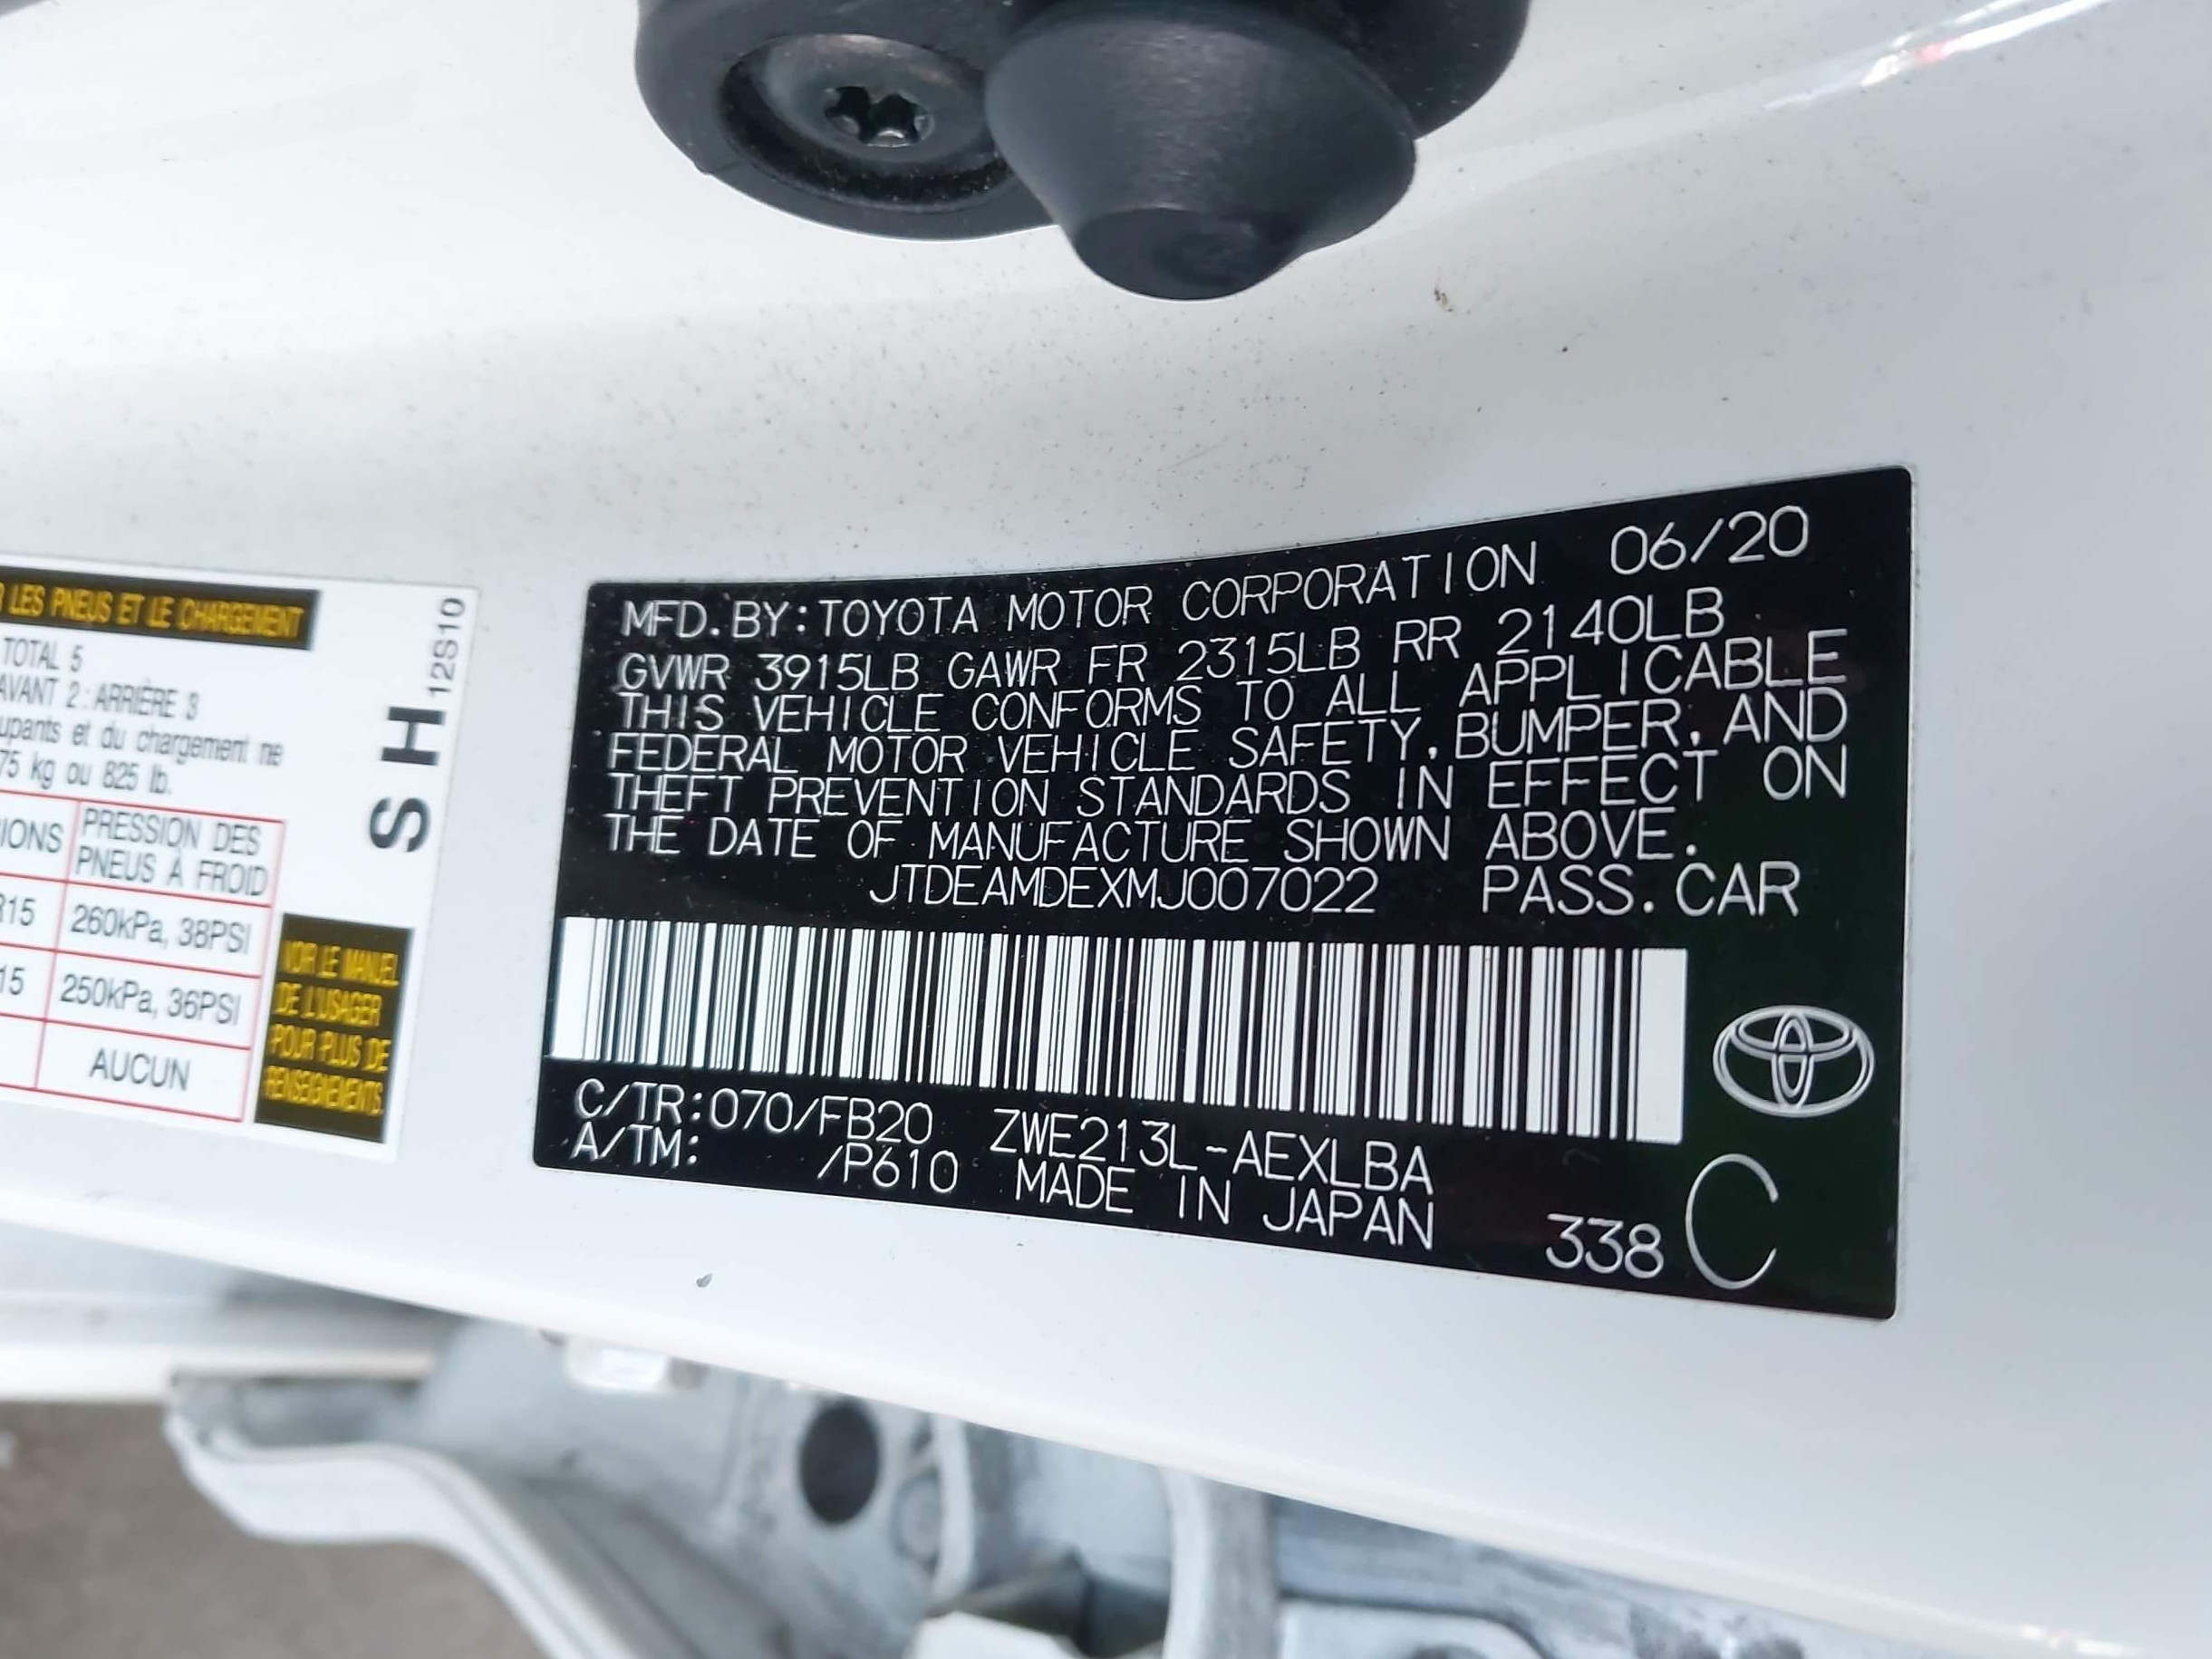 LES PNEUS ET LE CHARGEMENT
TOTAL 5
AVANT 2 : ARRIÈRE 3
et du chargement ne
75 kg ou 825 lb.
PRESSION DES
PNEUS À FROID
R15 260kPa, 38PSI
15 250kPa, 36PSI
AUCUN
VOIR LE MANUEL
DE L'USAGER
POUR PLUS DE
RENSEIGNEMENTS
S H 12S10
MFD. BY: TOYOTA MOTOR CORPORATION 06/20
GVWR 3915LB GAWR FR 2315LB RR 2140LB
THIS VEHICLE CONFORMS TO ALL APPLICABLE
FEDERAL MOTOR VEHICLE SAFETY, BUMPER, AND
THEFT PREVENTION STANDARDS IN EFFECT ON
THE DATE OF MANUFACTURE SHOWN ABOVE.
JTDEAMDEXMJ007022 PASS. CAR
C/TR:070/FB20 ZWE213L-AEXLBA
A/TM: /P610 MADE IN JAPAN 338 C